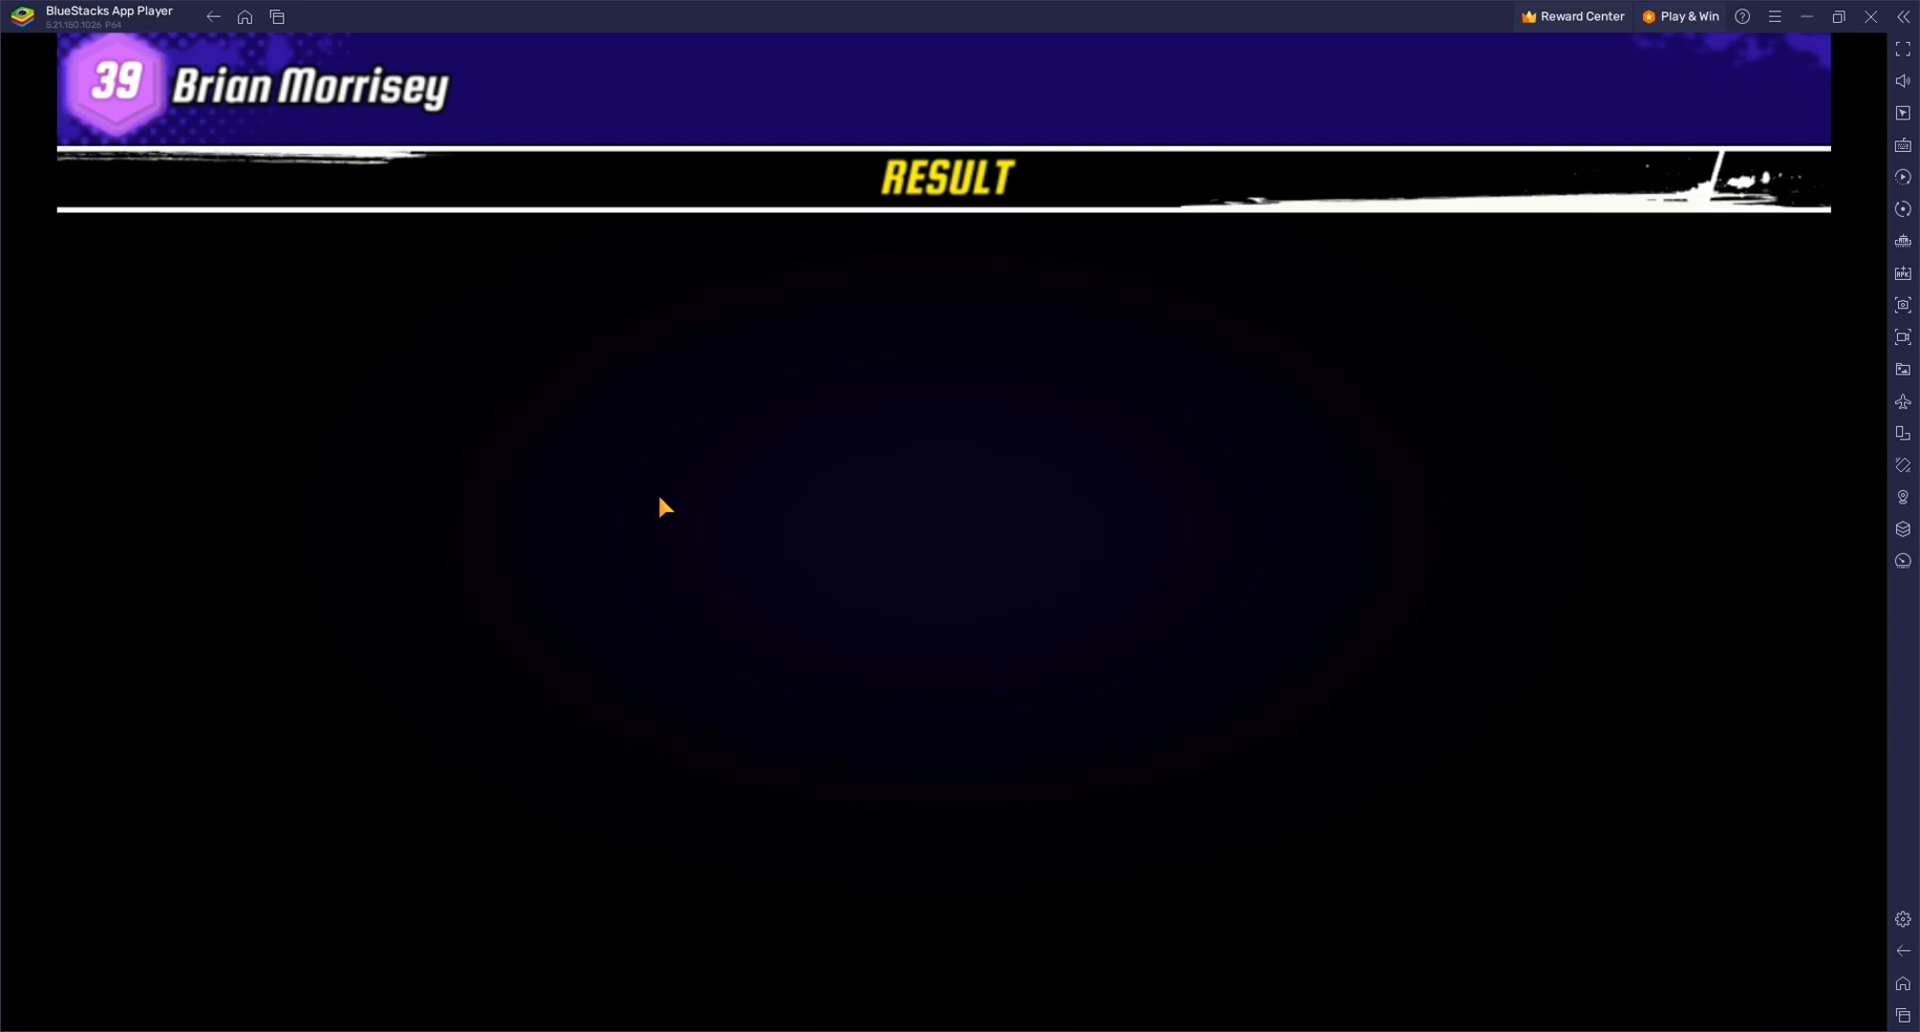 BlueStacks App Player
5.21.150.1026 P64
Reward Center
Play & Win
39 Brian Morrisey
RESULT